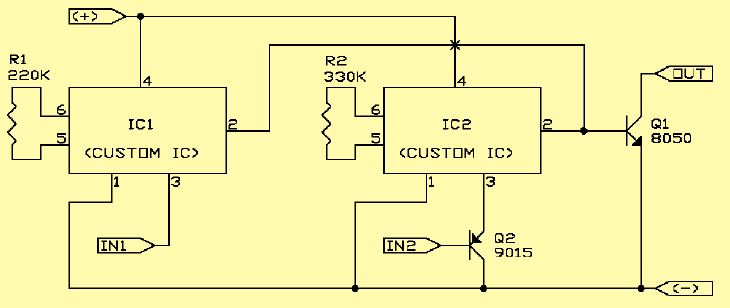 (+)
R1
220K
R2
330K
4
4
OUT
6
5
IC1
(CUSTOM IC)
2
6
5
IC2
(CUSTOM IC)
2
Q1
8050
1
3
1
3
IN1
IN2
Q2
9015
(-)